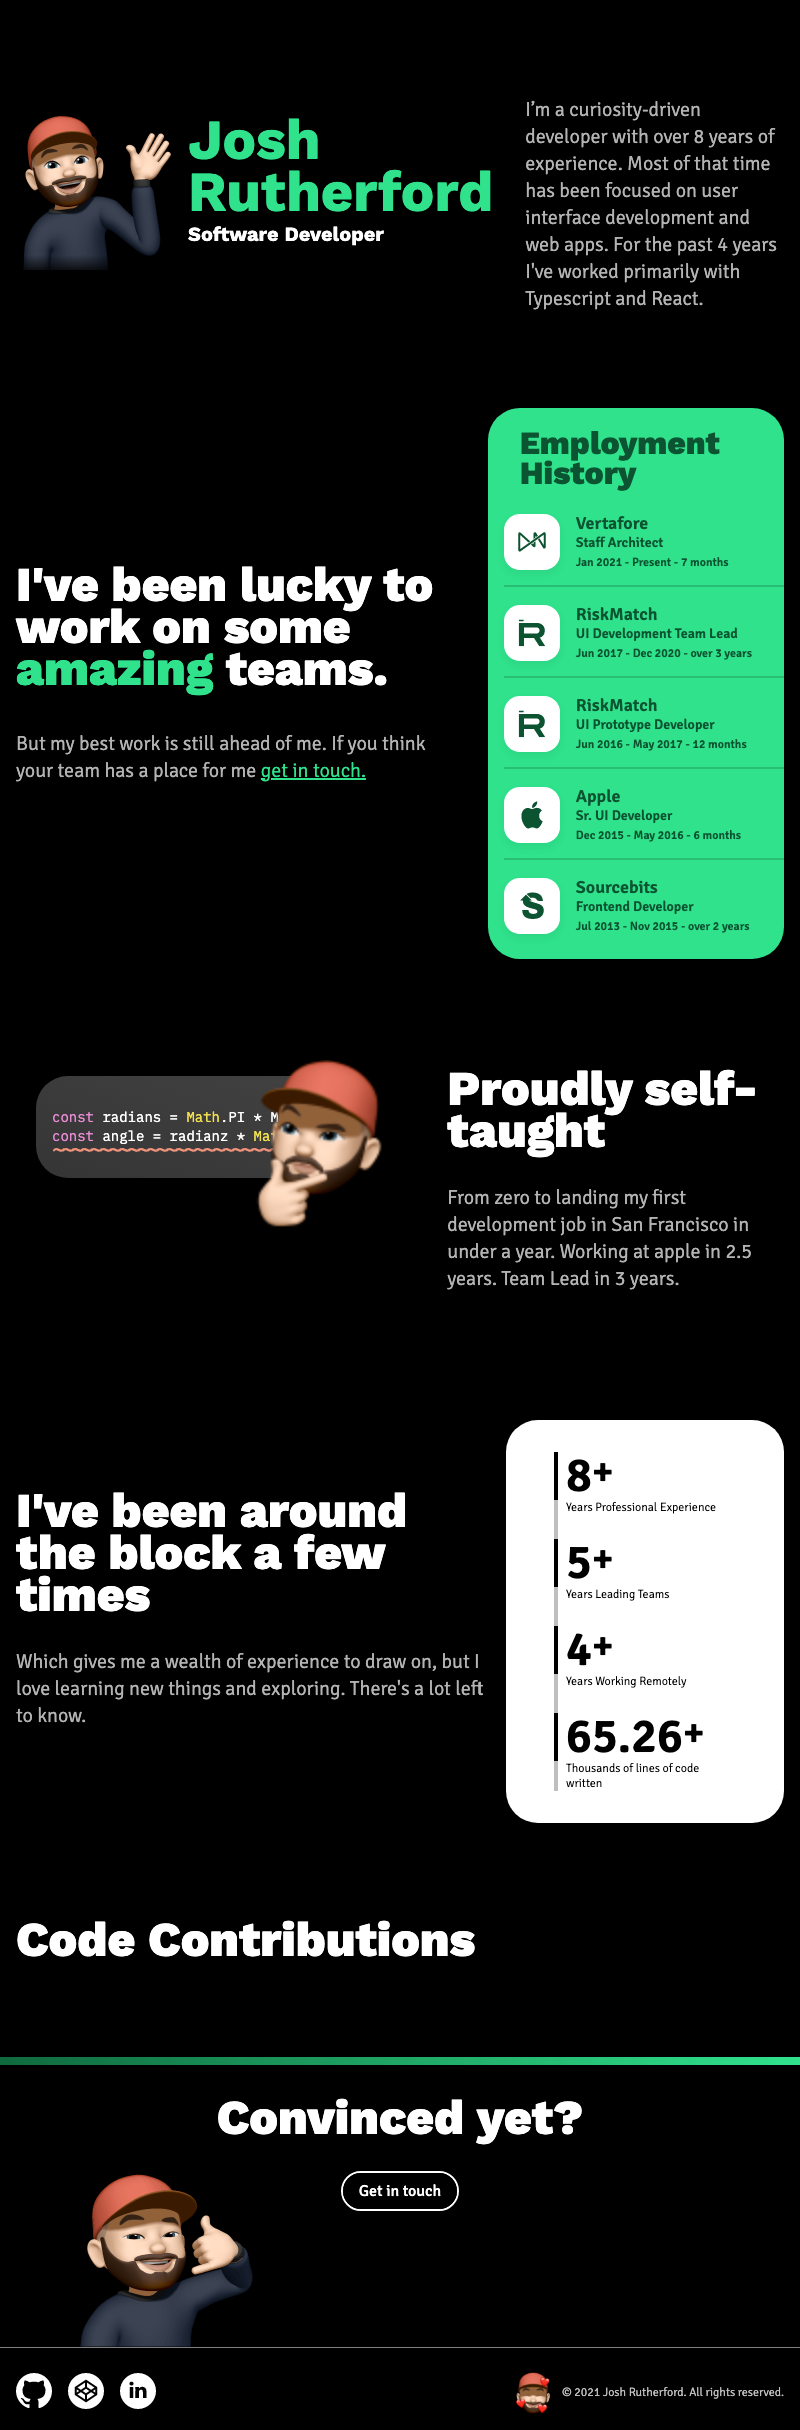 Josh
Rutherford
Software Developer
I'm a curiosity-driven
developer with over 8 years of
experience. Most of that time
has been focused on user
interface development and
web apps. For the past 4 years
I've worked primarily with
Typescript and React.
I've been lucky to
work on some
amazing teams.
But my best work is still ahead of me. If you think
your team has a place for me get in touch.
Employment
History
Vertafore
Staff Architect
Jan 2021 - Present - 7 months
RiskMatch
UI Development Team Lead
Jun 2017 - Dec 2020 - over 3 years
RiskMatch
UI Prototype Developer
Jun 2016 - May 2017 - 12 months
Apple
Sr. UI Developer
Dec 2015 - May 2016 - 6 months
Sourcebits
Frontend Developer
Jul 2013 - Nov 2015 - over 2 years
const radians = Math.PI * M
const angle = radianz * Ma
Proudly self-
taught
From zero to landing my first
development job in San Francisco in
under a year. Working at apple in 2.5
years. Team Lead in 3 years.
I've been around
the block a few
times
Which gives me a wealth of experience to draw on, but I
love learning new things and exploring. There's a lot left
to know.
8+
Years Professional Experience
5+
Years Leading Teams
4+
Years Working Remotely
65.26+
Thousands of lines of code
written
Code Contributions
Convinced yet?
Get in touch
© 2021 Josh Rutherford. All rights reserved.